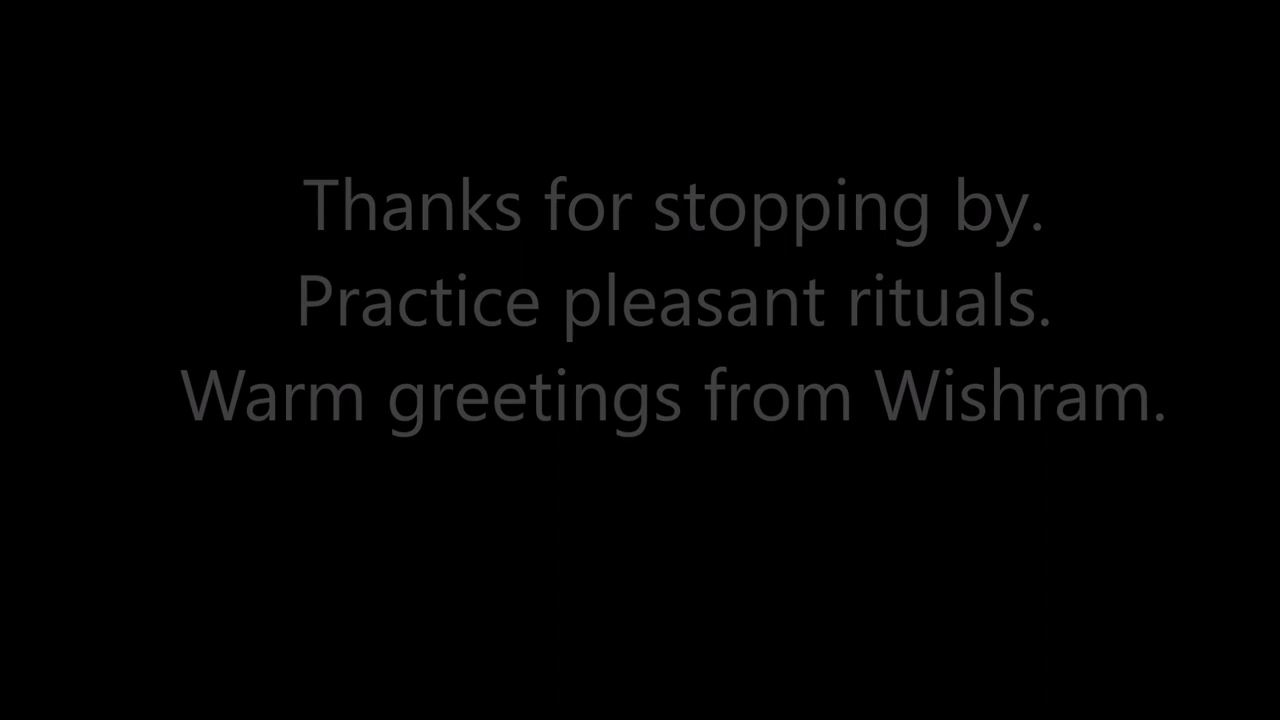 Thanks for stopping by.
Practice pleasant rituals.
Warm greetings from Wishram.